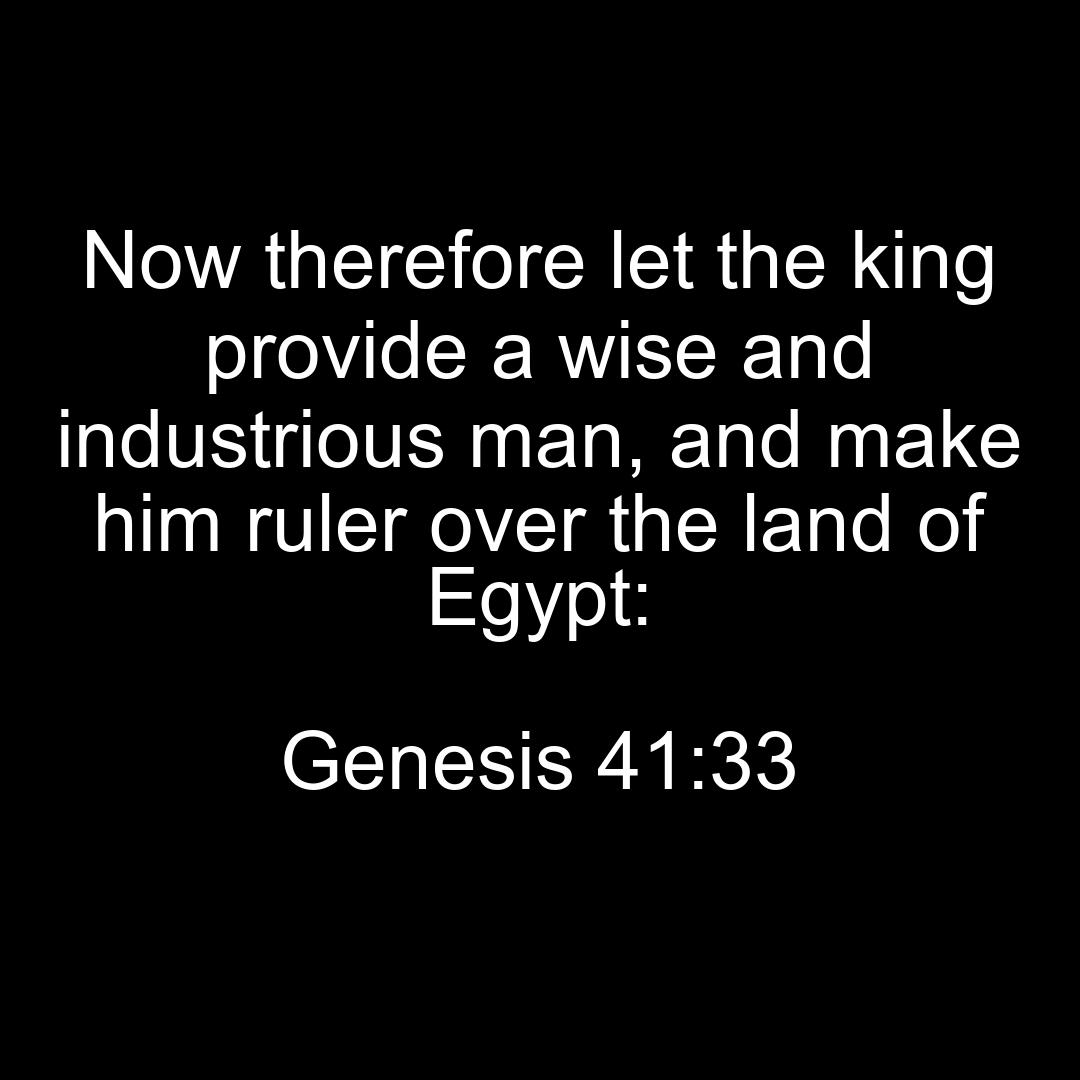 Now therefore let the king
provide a wise and
industrious man, and make
him ruler over the land of
Egypt:
Genesis 41:33